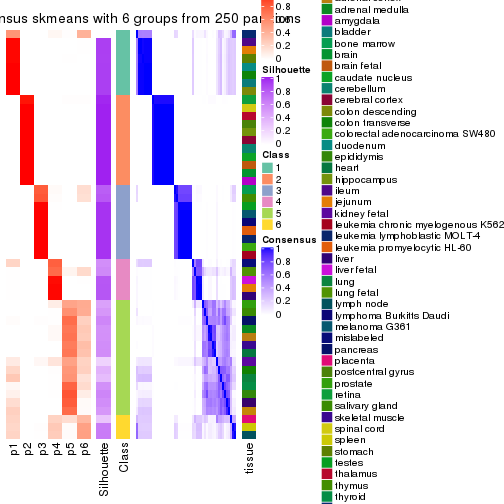 nsus skmeans with 6 groups from 250 partitions
0.8
0.6
0.4
0.2
0
Silhouette
1
0.8
0.6
0.4
0.2
0
Class
1
2
3
4
5
6
Consensus
1
0.8
0.6
0.4
0.2
0
p1
p2
p3
p4
p5
p6
Silhouette
Class
tissue
adrenal medulla
amygdala
bladder
bone marrow
brain
brain fetal
caudate nucleus
cerebellum
cerebral cortex
colon descending
colon transverse
colorectal adenocarcinoma SW480
duodenum
epididymis
heart
hippocampus
ileum
jejunum
kidney fetal
leukemia chronic myelogenous K562
leukemia lymphoblastic MOLT-4
leukemia promyelocytic HL-60
liver
liver fetal
lung
lung fetal
lymph node
lymphoma Burkitts Daudi
melanoma G361
mislabeled
pancreas
placenta
postcentral gyrus
prostate
retina
salivary gland
skeletal muscle
spinal cord
spleen
stomach
testes
thalamus
thymus
thyroid